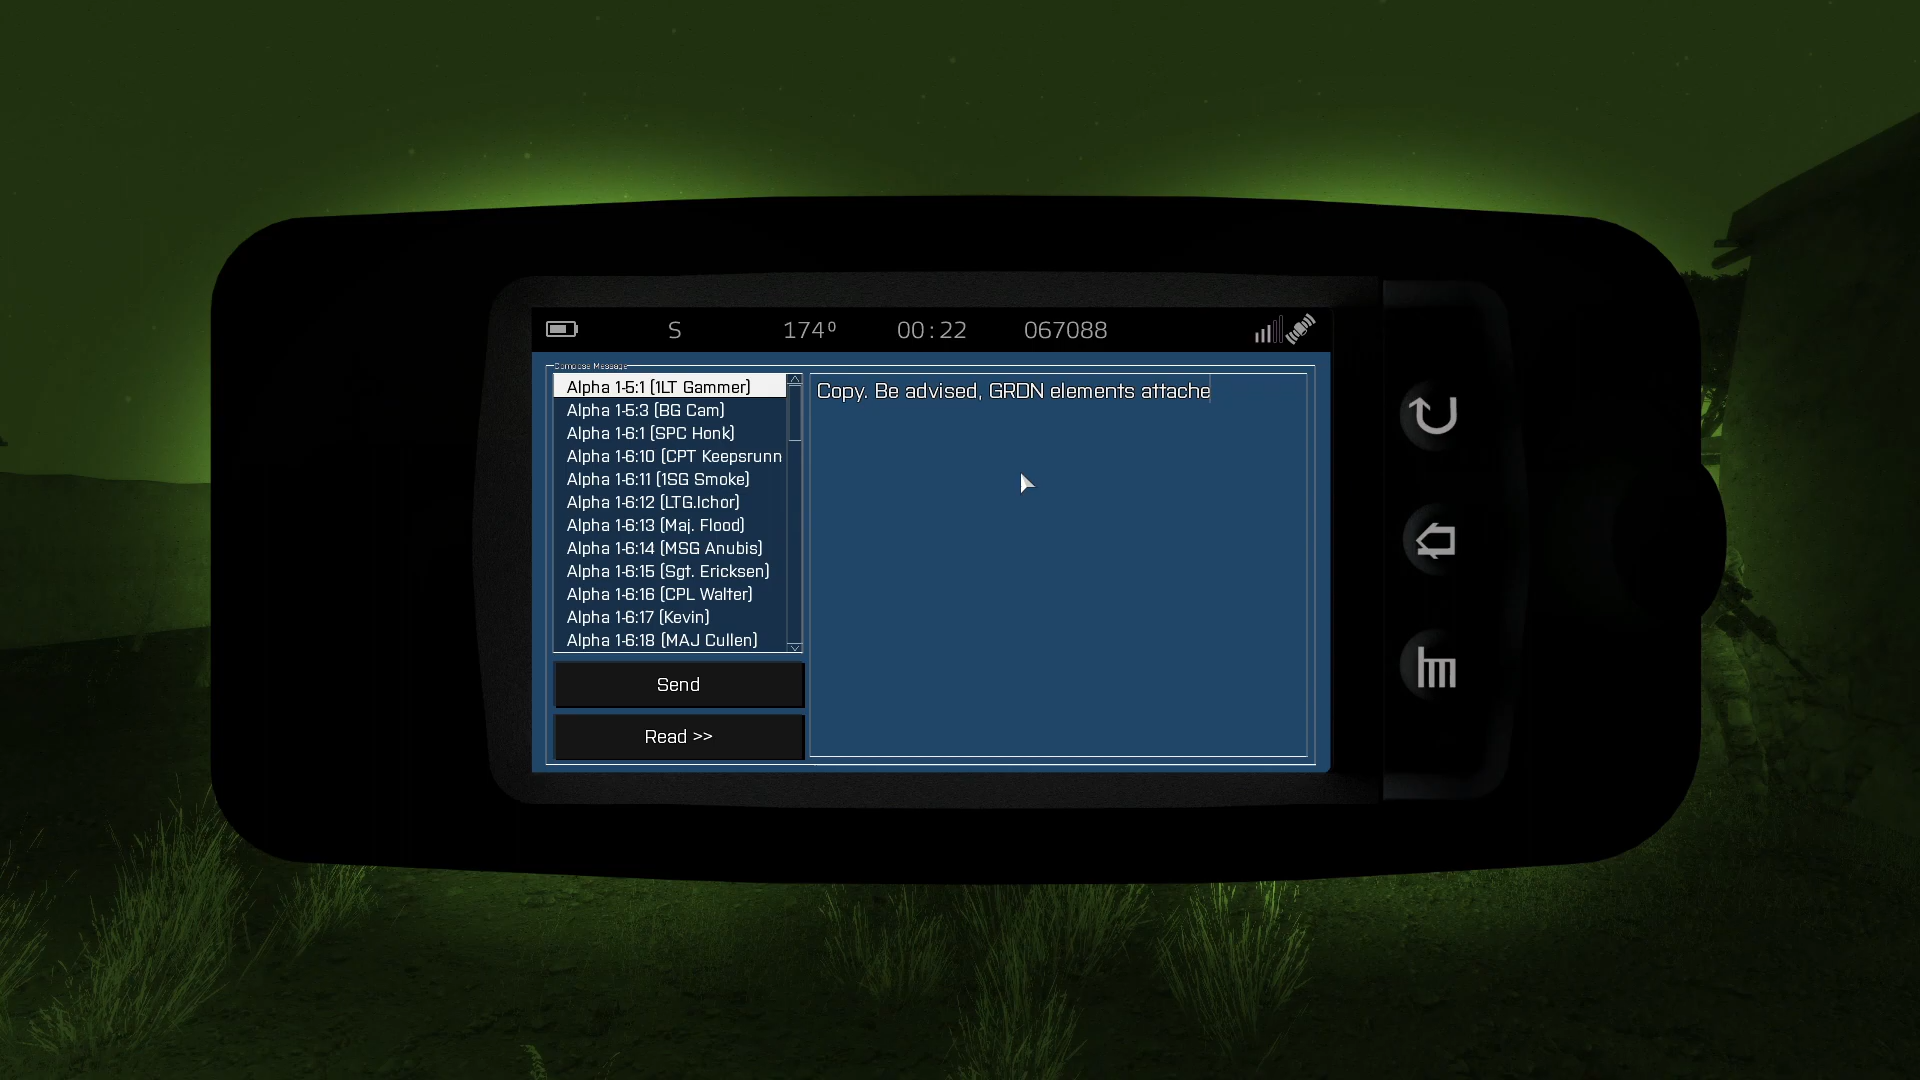 S 174º 00:22 067088
Compose Message
Alpha 1-5:1 (1LT Gammer)
Alpha 1-5:3 (BG Cam)
Alpha 1-6:1 (SPC Honk)
Alpha 1-6:10 (CPT Keepsrunn
Alpha 1-6:11 (1SG Smoke)
Alpha 1-6:12 (LTG.Ichor)
Alpha 1-6:13 (Maj. Flood)
Alpha 1-6:14 (MSG Anubis)
Alpha 1-6:15 (Sgt. Ericksen)
Alpha 1-6:16 (CPL Walter)
Alpha 1-6:17 (Kevin)
Alpha 1-6:18 (MAJ Cullen)
Send
Read >>
Copy. Be advised, GRDN elements attache